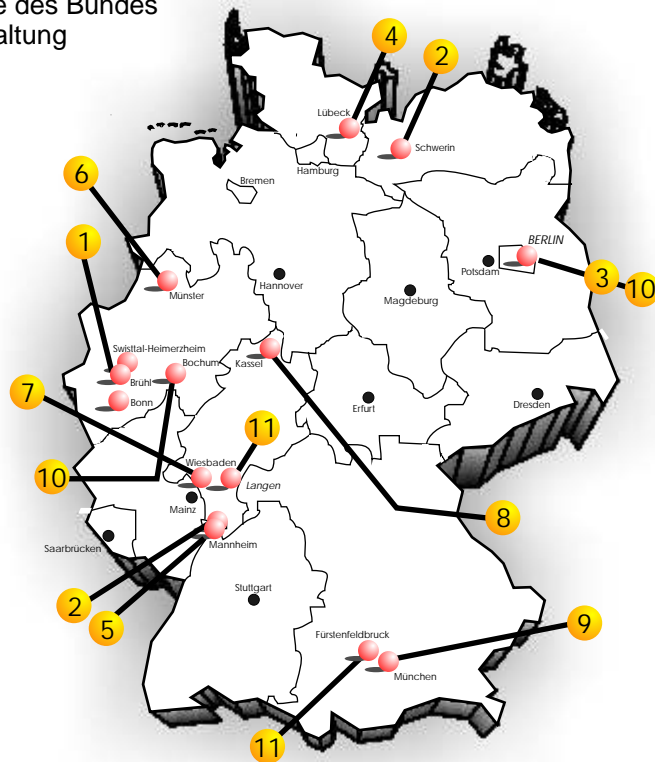 e des Bundes
altung
4
2
Lübeck
Schwerin
Hamburg
6
Bremen
1
BERLIN
Potsdam
3
10
Münster
Hannover
Magdeburg
Swisttal-Heimerzheim
Bochum
Kassel
Brühl
7
Bonn
11
Erfurt
Dresden
Wiesbaden
10
Langen
Mainz
8
Saarbrücken
Mannheim
2
5
Stuttgart
9
Fürstenfeldbruck
München
11